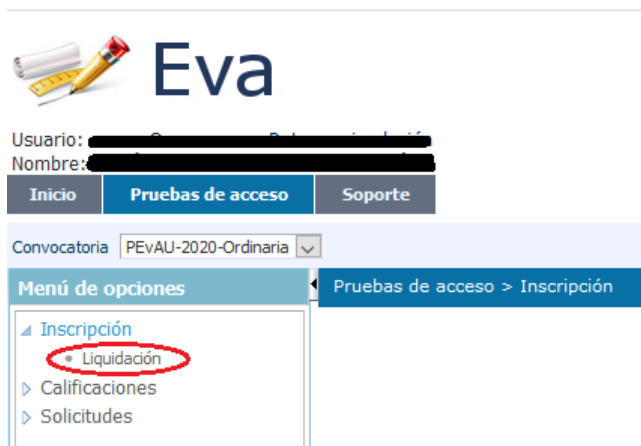 Eva
Usuario:
Nombre:
Inicio Pruebas de acceso Soporte
Convocatoria PEvAU-2020-Ordinaria
Menú de opciones Pruebas de acceso > Inscripción
Inscripción
Liquidación
Calificaciones
Solicitudes